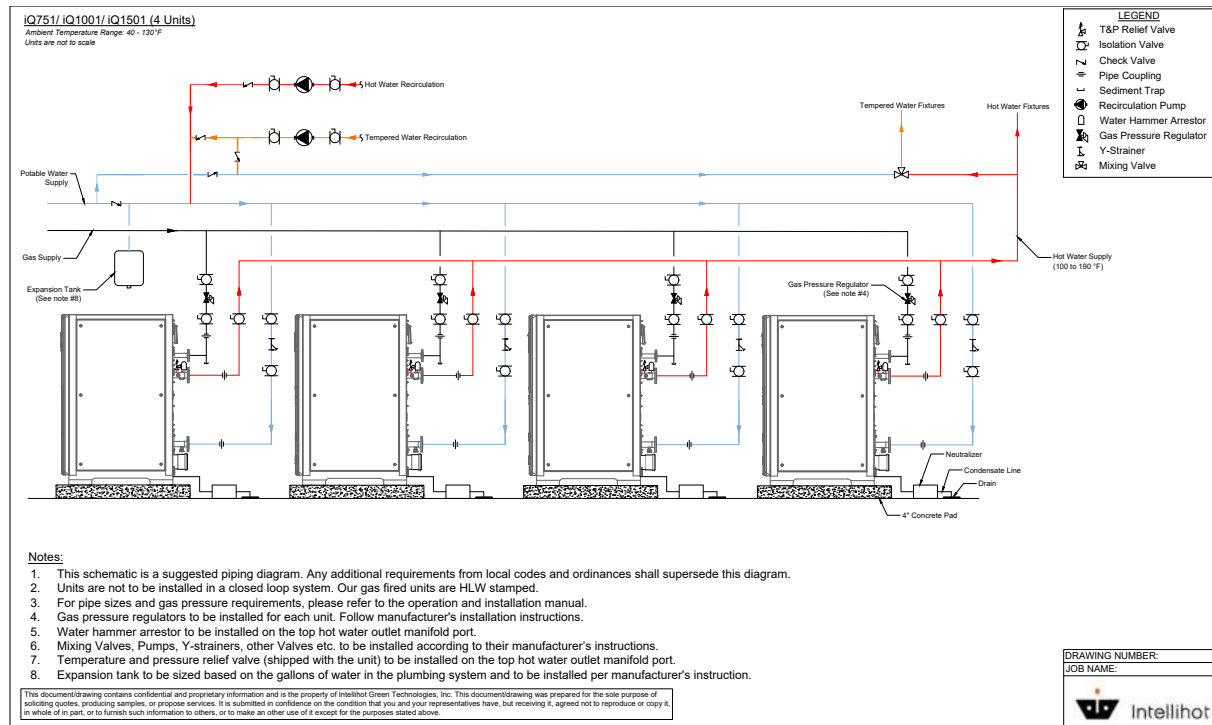 iQ751/ iQ1001/ iQ1501 (4 Units)
Ambient Temperature Range: 40 - 130°F
Units are not to scale
LEGEND
T&P Relief Valve
Isolation Valve
Check Valve
Pipe Coupling
Sediment Trap
Recirculation Pump
Water Hammer Arrestor
Gas Pressure Regulator
Y-Strainer
Mixing Valve
Hot Water Recirculation
Tempered Water Recirculation
Tempered Water Fixtures
Hot Water Fixtures
Potable Water
Supply
Gas Supply
Expansion Tank
(See note #8)
Gas Pressure Regulator
(See note #4)
Hot Water Supply
(100 to 190 °F)
Neutralizer
Condensate Line
Drain
4" Concrete Pad
Notes:
1. This schematic is a suggested piping diagram. Any additional requirements from local codes and ordinances shall supersede this diagram.
2. Units are not to be installed in a closed loop system. Our gas fired units are HLW stamped.
3. For pipe sizes and gas pressure requirements, please refer to the operation and installation manual.
4. Gas pressure regulators to be installed for each unit. Follow manufacturer's installation instructions.
5. Water hammer arrestor to be installed on the top hot water outlet manifold port.
6. Mixing Valves, Pumps, Y-strainers, other Valves etc. to be installed according to their manufacturer's instructions.
7. Temperature and pressure relief valve (shipped with the unit) to be installed on the top hot water outlet manifold port.
8. Expansion tank to be sized based on the gallons of water in the plumbing system and to be installed per manufacturer's instruction.
This document/drawing contains confidential and proprietary information and is the property of Intellihot Green Technologies, Inc. This document/drawing was prepared for the sole purpose of
soliciting quotes, producing samples, or propose services. It is submitted in confidence on the condition that you and your representatives have, but receiving it, agreed not to reproduce or copy it,
in whole of in part, or to furnish such information to others, or to make an other use of it except for the purposes stated above.
DRAWING NUMBER:
JOB NAME:
Intellihot